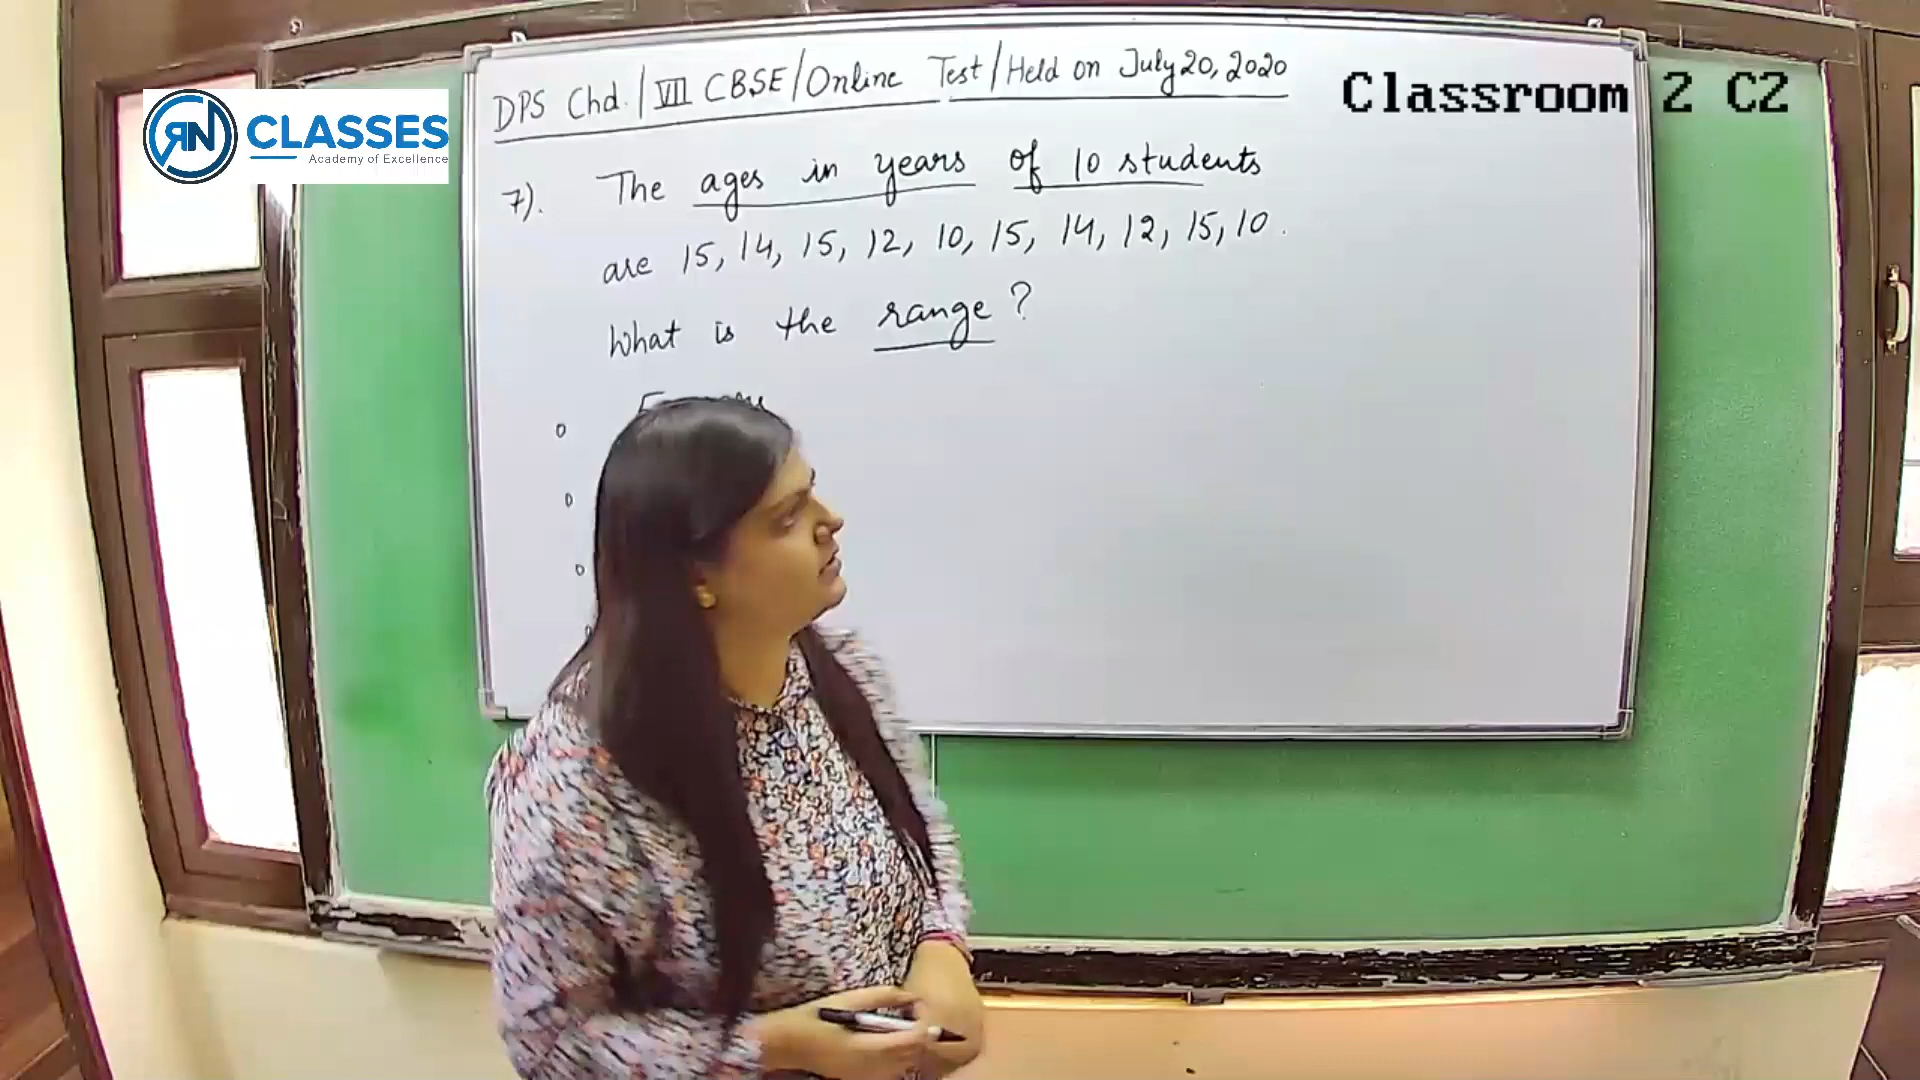 DPS Chd. / VII CBSE / Online Test / Held on July 20, 2020
Classroom 2 C2
RN CLASSES
Academy of Excellence
7). The ages in years of 10 students
are 15, 14, 15, 12, 10, 15, 14, 12, 15, 10.
What is the range?